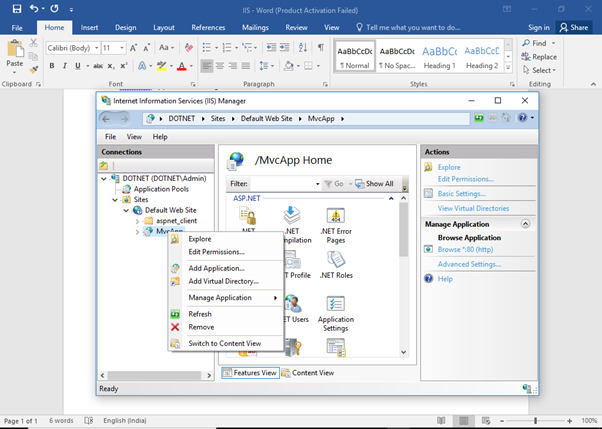 IIS - Word (Product Activation Failed)
File Home Insert Draw Design Layout References Mailings Review View Tell me what you want to do... Sign in Share
Paste
Clipboard
Calibri (Body) 11 A A Aa
B I U abc x₂ x² A A
Font
Paragraph
AaBbCcDc AaBbCcDc AaBbCc AaBbCcD
¶ Normal ¶ No Spac... Heading 1 Heading 2
Styles
Find
Replace
Select
Editing
Internet Information Services (IIS) Manager
DOTNET Sites Default Web Site MvcApp
File View Help
Connections
DOTNET (DOTNET\Admin)
Application Pools
Sites
Default Web Site
aspnet_client
MvcApp
Explore
Edit Permissions...
Add Application...
Add Virtual Directory...
Manage Application
Refresh
Remove
Switch to Content View
/MvcApp Home
Filter: Go Show All
ASP.NET
.NET Error
Pages
.NET Roles
Application
Settings
Features View Content View
Actions
Explore
Edit Permissions...
Basic Settings...
View Virtual Directories
Manage Application
Browse Application
Browse *:80 (http)
Advanced Settings...
Help
Ready
Page 1 of 1 6 words English (India) 100%